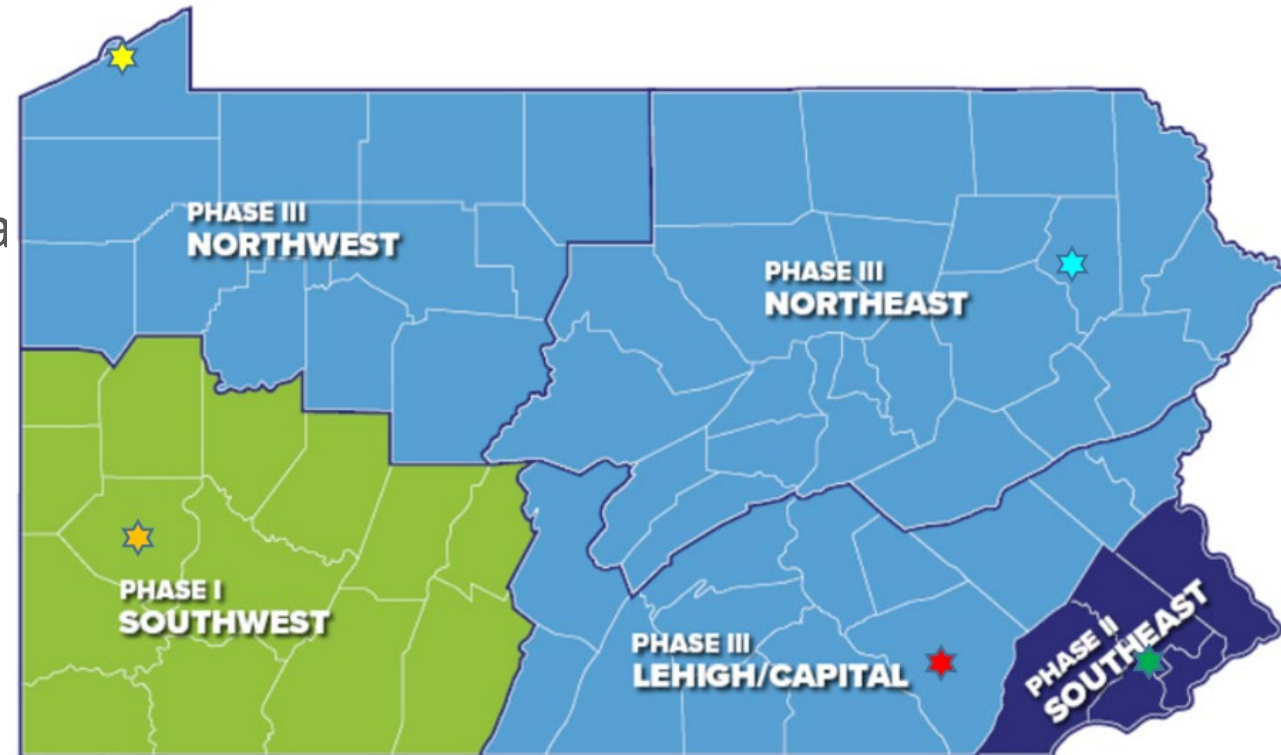 a
PHASE III
NORTHWEST
PHASE III
NORTHEAST
PHASE I
SOUTHWEST
PHASE III
LEHIGH/CAPITAL
PHASE II
SOUTHEAST